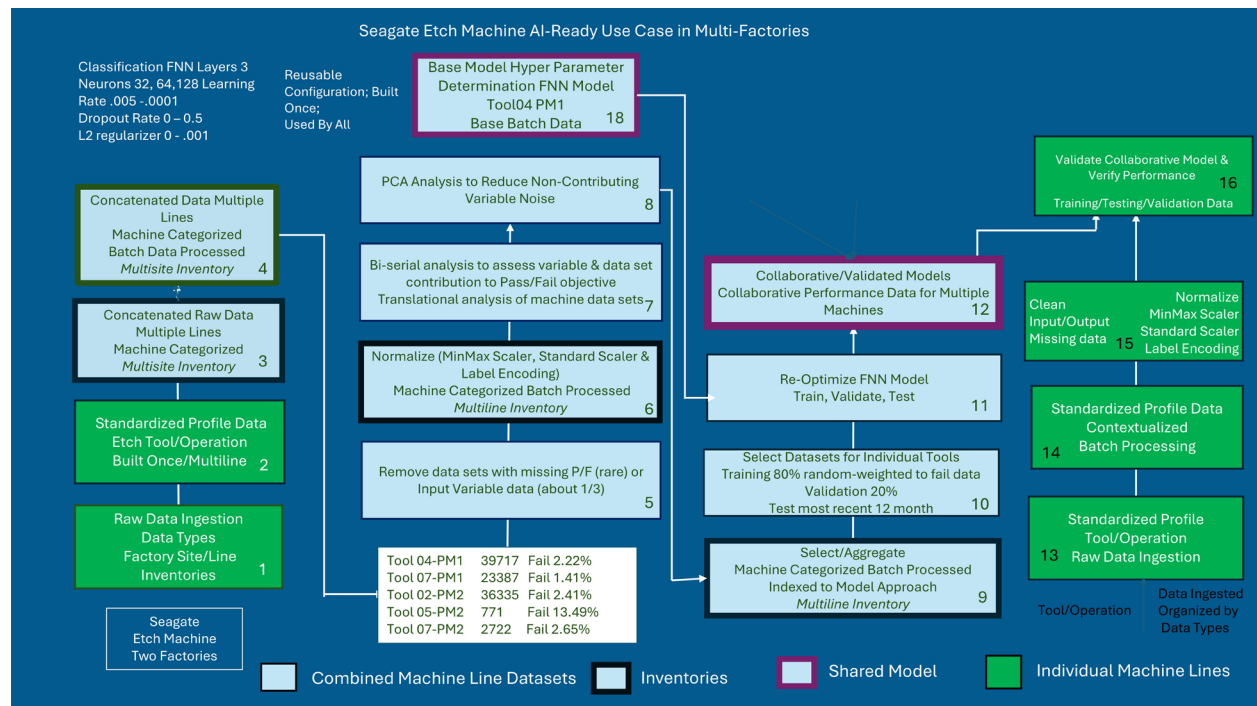 Seagate Etch Machine AI-Ready Use Case in Multi-Factories
Classification FNN Layers 3
Neurons 32, 64,128 Learning
Rate .005 -.0001
Dropout Rate 0 – 0.5
L2 regularizer 0 - .001
Reusable
Configuration; Built
Once;
Used By All
Base Model Hyper Parameter
Determination FNN Model
Tool04 PM1
Base Batch Data
18
Concatenated Data Multiple
Lines
Machine Categorized
Batch Data Processed
Multisite Inventory
4
Concatenated Raw Data
Multiple Lines
Machine Categorized
Multisite Inventory
3
Standardized Profile Data
Etch Tool/Operation
Built Once/Multiline
2
Raw Data Ingestion
Data Types
Factory Site/Line
Inventories
1
Seagate
Etch Machine
Two Factories
PCA Analysis to Reduce Non-Contributing
Variable Noise
8
Bi-serial analysis to assess variable & data set
contribution to Pass/Fail objective
Translational analysis of machine data sets
7
Normalize (MinMax Scaler, Standard Scaler &
Label Encoding)
Machine Categorized Batch Processed
Multiline Inventory
6
Remove data sets with missing P/F (rare) or
Input Variable data (about 1/3)
5
Tool 04-PM1 39717 Fail 2.22%
Tool 07-PM1 23387 Fail 1.41%
Tool 02-PM2 36335 Fail 2.41%
Tool 05-PM2 771 Fail 13.49%
Tool 07-PM2 2722 Fail 2.65%
Collaborative/Validated Models
Collaborative Performance Data for Multiple
Machines
12
Re-Optimize FNN Model
Train, Validate, Test
11
Select Datasets for Individual Tools
Training 80% random-weighted to fail data
Validation 20%
Test most recent 12 month
10
Select/Aggregate
Machine Categorized Batch Processed
Indexed to Model Approach
Multiline Inventory
9
Validate Collaborative Model &
Verify Performance
16
Training/Testing/Validation Data
Clean
Input/Output
Missing data
15
Normalize
MinMax Scaler
Standard Scaler
Label Encoding
Standardized Profile Data
Contextualized
Batch Processing
14
Standardized Profile
Tool/Operation
Raw Data Ingestion
13
Tool/Operation
Data Ingested
Organized by
Data Types
Combined Machine Line Datasets
Inventories
Shared Model
Individual Machine Lines